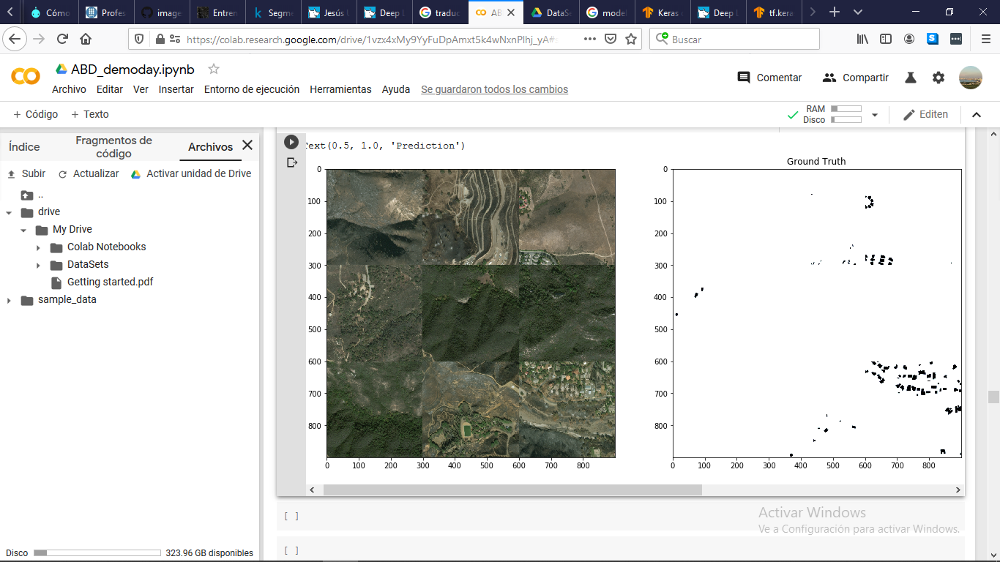 Cómo
Profes
image
Entren
Segme
Jesús L
Deep L
traduc
AB
DataSe
model
Keras
Deep L
tf.kera
https://colab.research.google.com/drive/1vzx4xMy9YyFuDpAmxt5k4wNxnPlhj_yA#s
Buscar
ABD_demoday.ipynb
Comentar
Compartir
Archivo Editar Ver Insertar Entorno de ejecución Herramientas Ayuda Se guardaron todos los cambios
+ Código + Texto
RAM
Disco
Editen
Índice
Fragmentos de
código
Archivos
Subir
Actualizar
Activar unidad de Drive
..
drive
My Drive
Colab Notebooks
DataSets
Getting started.pdf
sample_data
Disco
323.96 GB disponibles
Text(0.5, 1.0, 'Prediction')
0
100
200
300
400
500
600
700
800
0 100 200 300 400 500 600 700 800
Ground Truth
0
100
200
300
400
500
600
700
800
0 100 200 300 400 500 600 700 800
[ ]
[ ]
Activar Windows
Ve a Configuración para activar Windows.